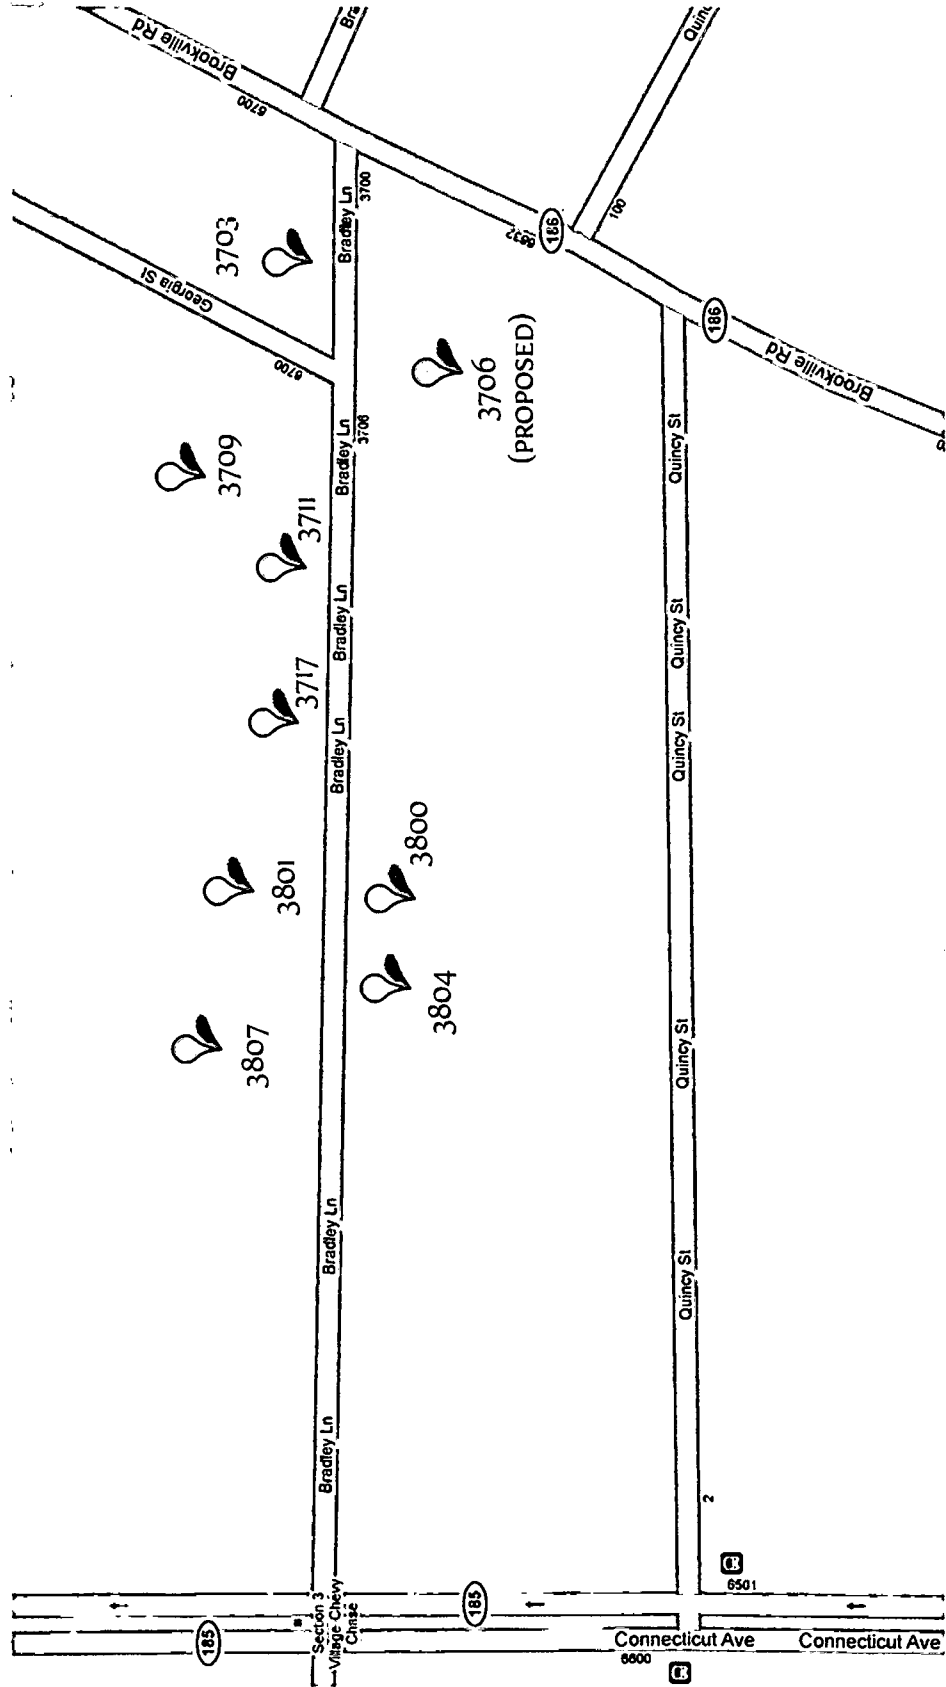 Brookville Rd
6700
Bra
Quinc
Bradley Ln
3700
3703
186
6637
100
Georgia St
6700
3706
(PROPOSED)
186
Brookville Rd
3709
Bradley Ln
3706
Quincy St
3711
Bradley Ln
Quincy St
3717
Bradley Ln
Quincy St
3801
3800
3804
3807
Quincy St
Bradley Ln
Quincy St
Bradley Ln
2
6501
185
Section 3
Village Chevy
Chase
185
Connecticut Ave
Connecticut Ave
6600